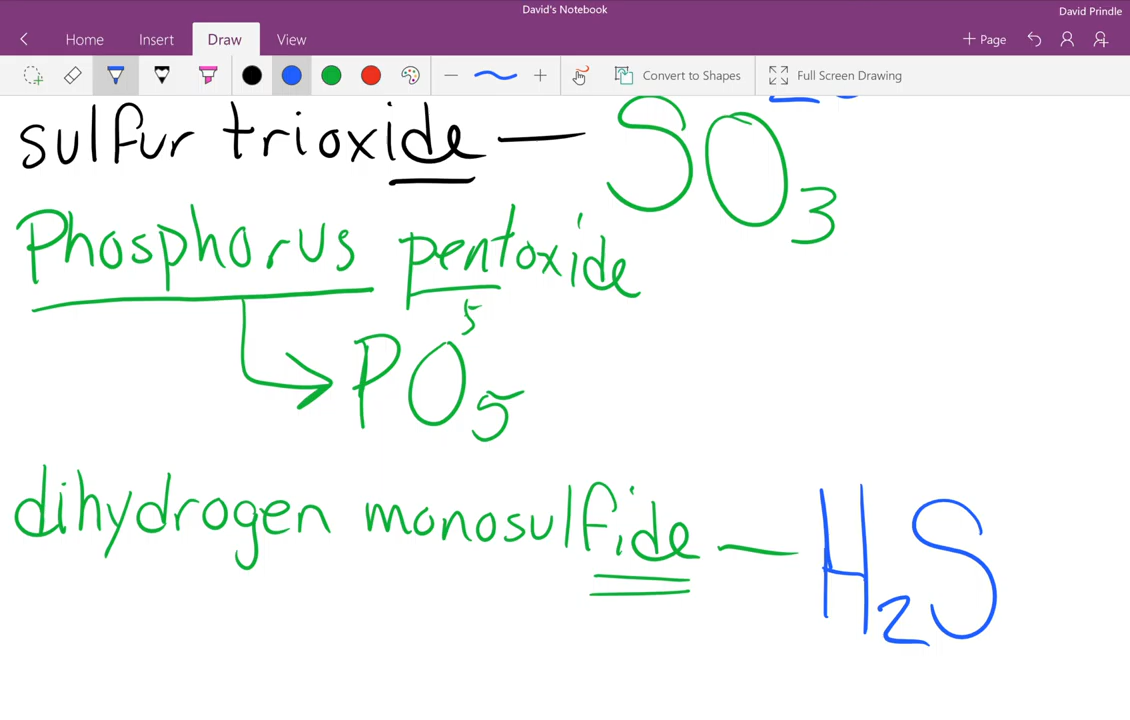 David's Notebook
David Prindle
Home Insert Draw View + Page
Convert to Shapes Full Screen Drawing
sulfur trioxide — SO₃
Phosphorus pentoxide
5
PO₅
dihydrogen monosulfide — H₂S